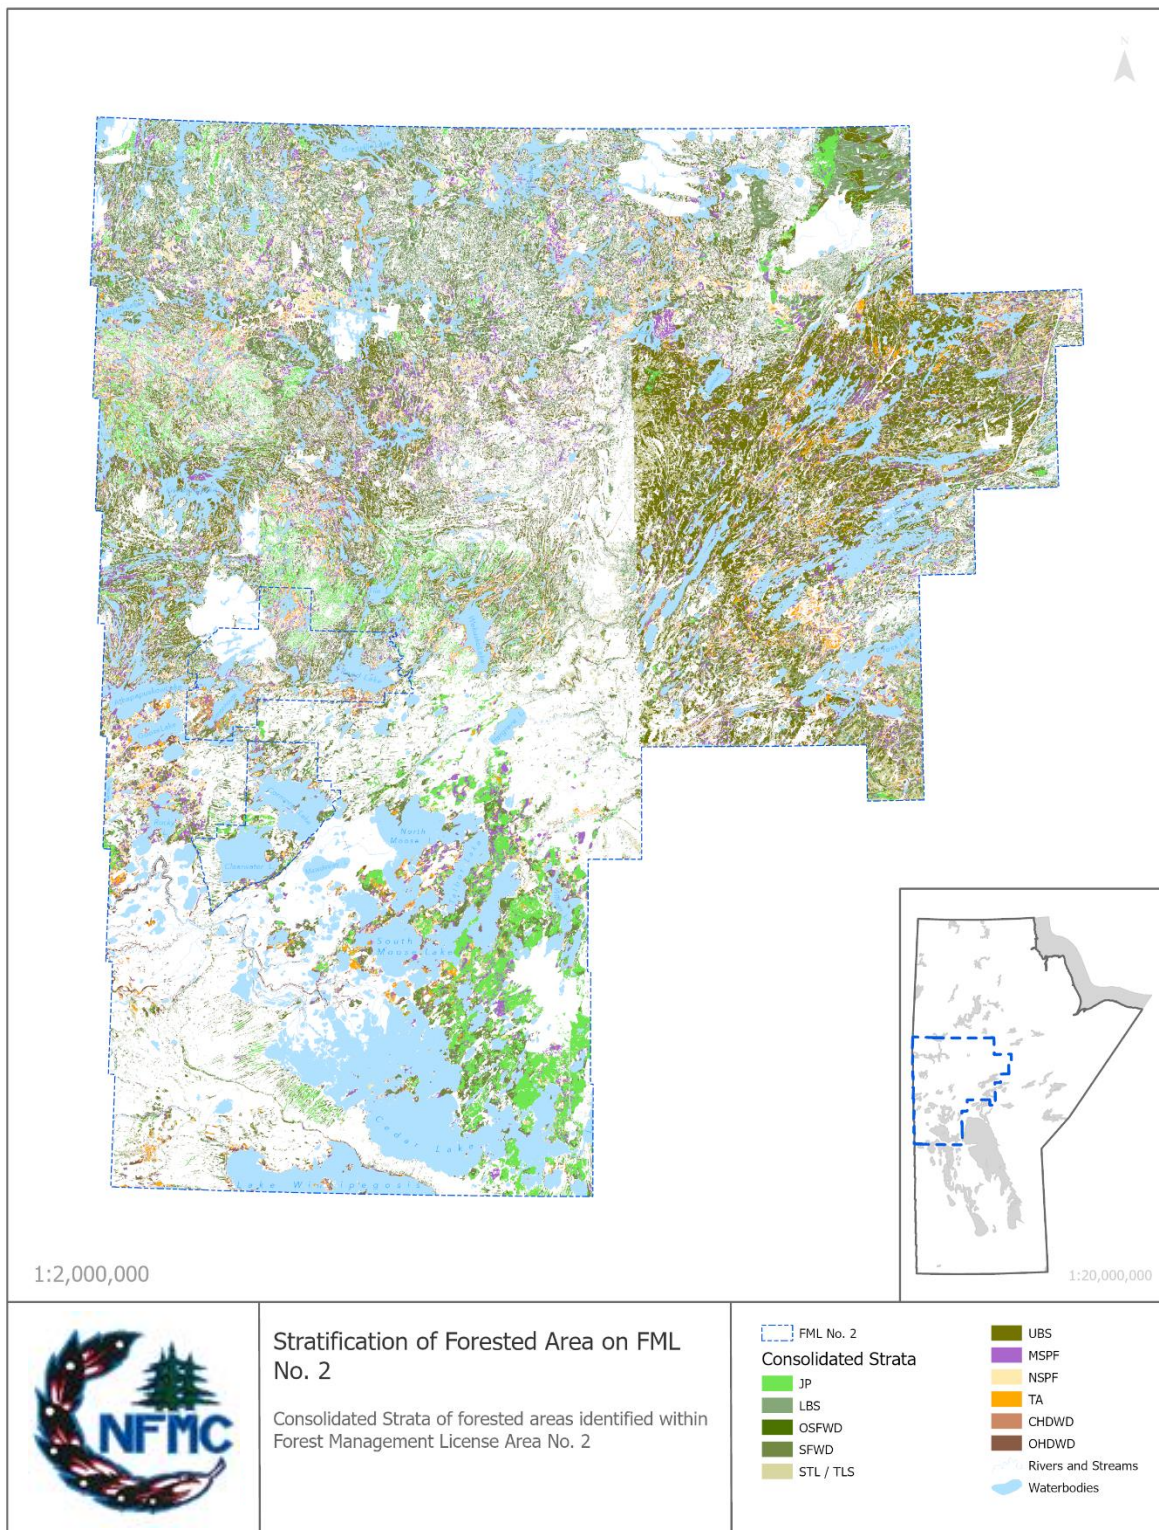 N
North
Moose L
South
Moose Lake
Clearwater
Rocky
Cedar Lake
Lake Winnipegosis
1:2,000,000
1:20,000,000
NFMC
Stratification of Forested Area on FML
No. 2
Consolidated Strata of forested areas identified within
Forest Management License Area No. 2
FML No. 2
Consolidated Strata
JP
LBS
OSFWD
SFWD
STL / TLS
UBS
MSPF
NSPF
TA
CHDWD
OHDWD
Rivers and Streams
Waterbodies